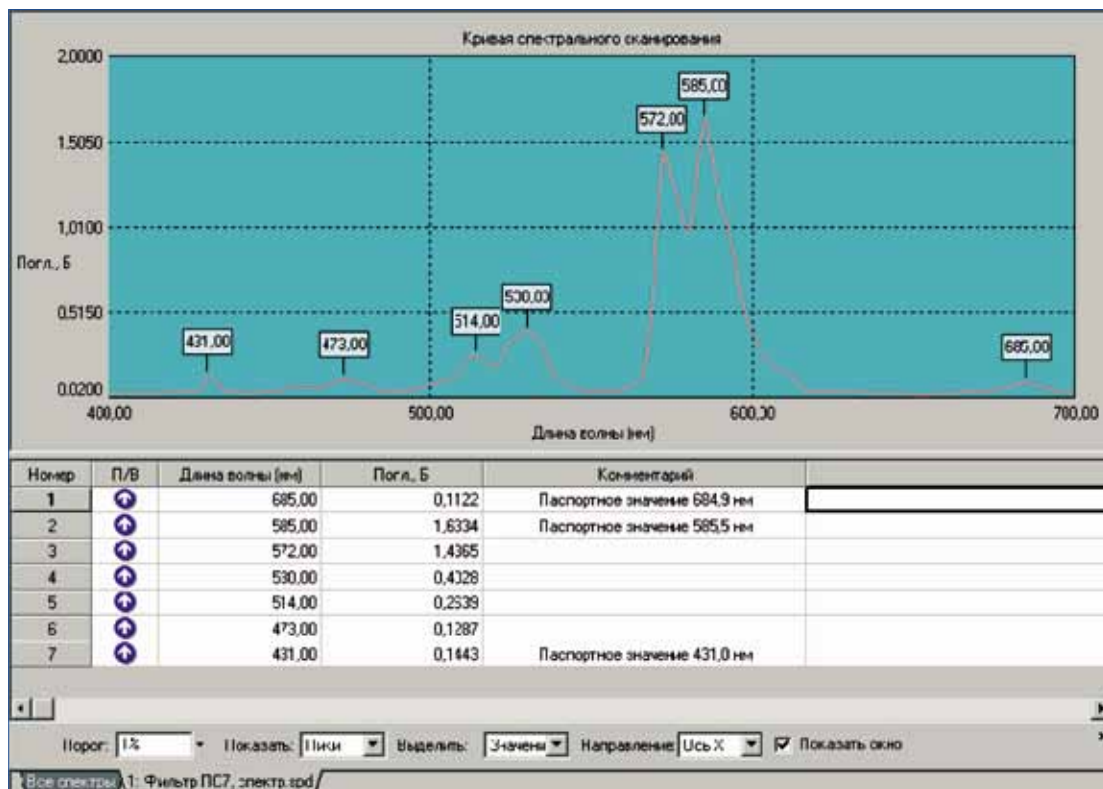 Кривая спектрального сканирования
2,0000
585,00
572,00
1,5050
1,0100
Погл., Б
530,00
0,5150
514,00
431,00
473,00
685,00
0,0200
400,00 500,00 600,00 700,00
Длина волны (нм)
Номер П/В Длина волны (нм) Погл., Б Комментарий
1 685,00 0,1122 Паспортное значение 684,9 нм
2 585,00 1,6334 Паспортное значение 585,5 нм
3 572,00 1,4365
4 530,00 0,4028
5 514,00 0,2539
6 473,00 0,1287
7 431,00 0,1443 Паспортное значение 431,0 нм
Порог: 1% Показать: Пики Выделить: Значени Направление: Ось X Показать окно
Все спектры 1: Фильтр ПС7, спектр.spd